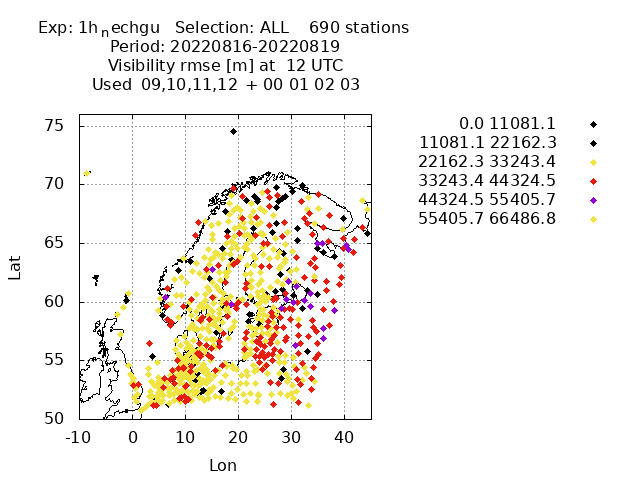 Exp: 1h_nechgu Selection: ALL 690 stations
Period: 20220816-20220819
Visibility rmse [m] at 12 UTC
Used 09,10,11,12 + 00 01 02 03
0.0 11081.1
11081.1 22162.3
22162.3 33243.4
33243.4 44324.5
44324.5 55405.7
55405.7 66486.8
75
70
65
60
55
50
Lat
-10 0 10 20 30 40
Lon